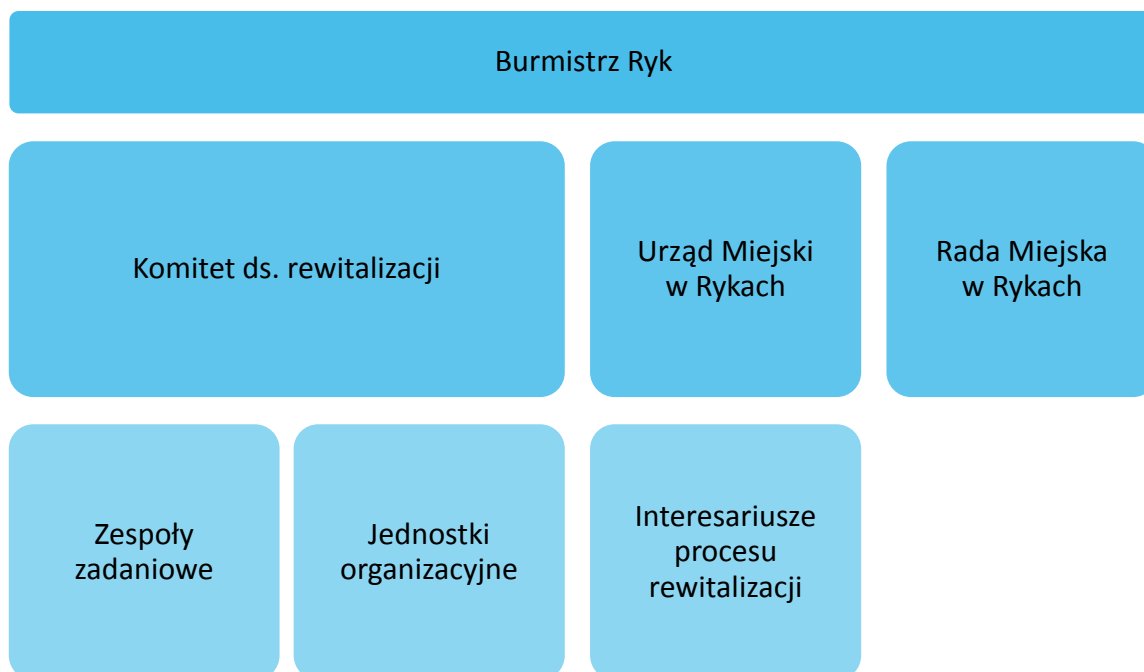 Burmistrz Ryk
Komitet ds. rewitalizacji
Urząd Miejski
w Rykach
Rada Miejska
w Rykach
Zespoły
zadaniowe
Jednostki
organizacyjne
Interesariusze
procesu
rewitalizacji